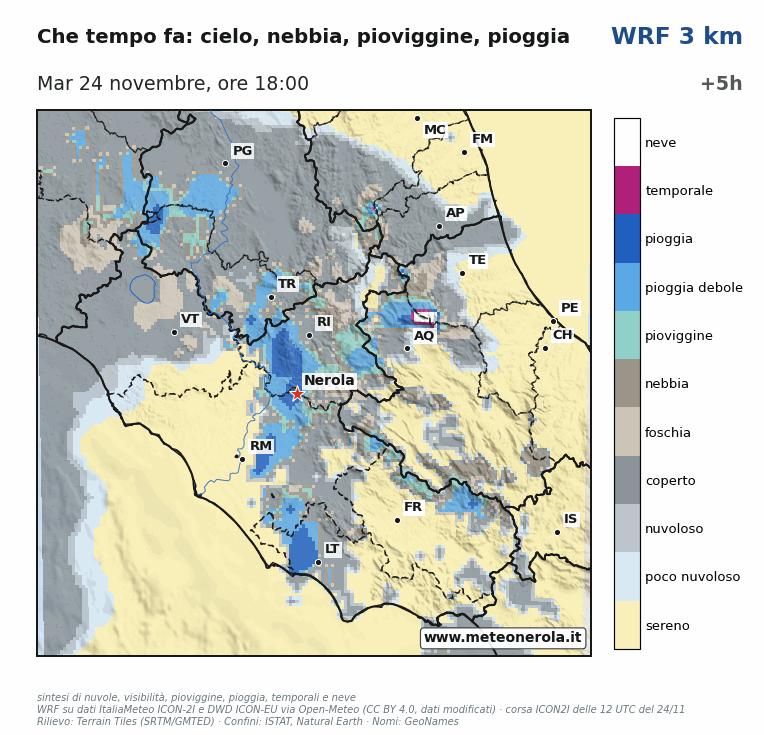 Che tempo fa: cielo, nebbia, pioviggine, pioggia
WRF 3 km
Mar 24 novembre, ore 18:00
+5h
MC
FM
PG
AP
TE
TR
PE
VT
RI
AQ
CH
Nerola
RM
FR
IS
LT
www.meteonerola.it
neve
temporale
pioggia
pioggia debole
pioviggine
nebbia
foschia
coperto
nuvoloso
poco nuvoloso
sereno
sintesi di nuvole, visibilità, pioviggine, pioggia, temporali e neve
WRF su dati ItaliaMeteo ICON-2I e DWD ICON-EU via Open-Meteo (CC BY 4.0, dati modificati) · corsa ICON2I delle 12 UTC del 24/11
Rilievo: Terrain Tiles (SRTM/GMTED) · Confini: ISTAT, Natural Earth · Nomi: GeoNames